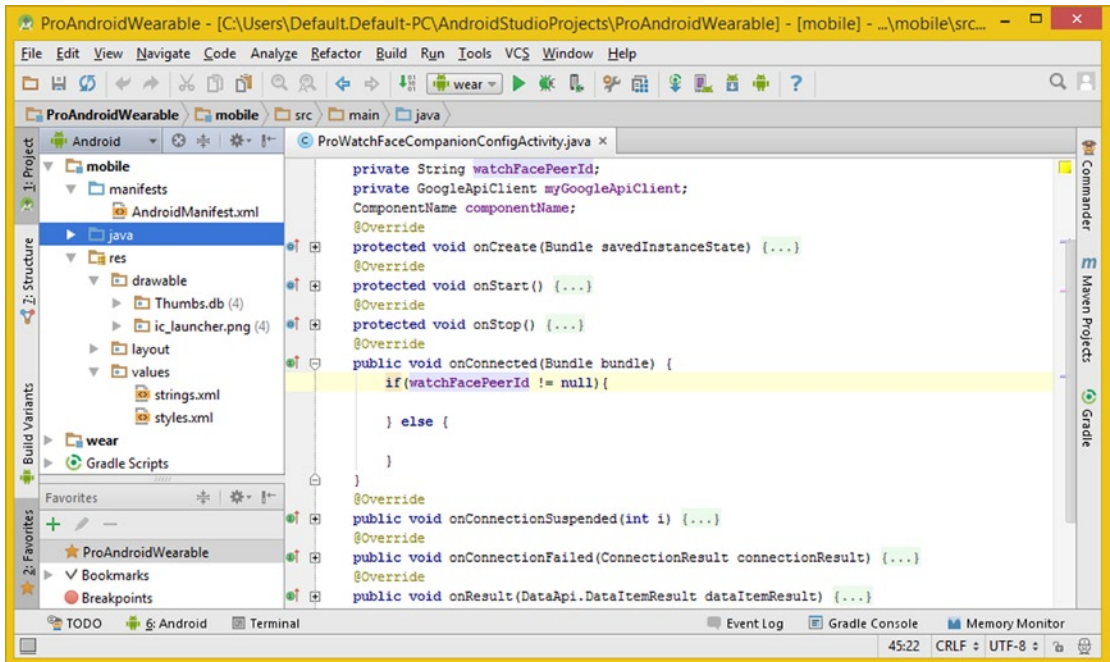 ProAndroidWearable - [C:\Users\Default.Default-PC\AndroidStudioProjects\ProAndroidWearable] - [mobile] - ...\mobile\src...
File Edit View Navigate Code Analyze Refactor Build Run Tools VCS Window Help
wear
ProAndroidWearable mobile src main java
1: Project
7: Structure
Build Variants
2: Favorites
Android
mobile
manifests
AndroidManifest.xml
java
res
drawable
Thumbs.db (4)
ic_launcher.png (4)
layout
values
strings.xml
styles.xml
wear
Gradle Scripts
Favorites
ProAndroidWearable
Bookmarks
Breakpoints
ProWatchFaceCompanionConfigActivity.java
private String watchFacePeerId;
private GoogleApiClient myGoogleApiClient;
ComponentName componentName;
@Override
protected void onCreate(Bundle savedInstanceState) {...}
@Override
protected void onStart() {...}
@Override
protected void onStop() {...}
@Override
public void onConnected(Bundle bundle) {
if(watchFacePeerId != null){
} else {
}
}
@Override
public void onConnectionSuspended(int i) {...}
@Override
public void onConnectionFailed(ConnectionResult connectionResult) {...}
@Override
public void onResult(DataApi.DataItemResult dataItemResult) {...}
Commander
m Maven Projects
Gradle
TODO 6: Android Terminal Event Log Gradle Console Memory Monitor
45:22 CRLF UTF-8